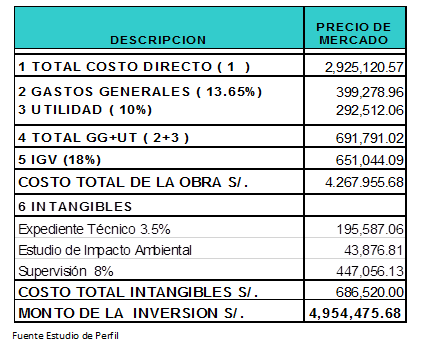 DESCRIPCION PRECIO DE MERCADO
1 TOTAL COSTO DIRECTO ( 1 ) 2,925,120.57
2 GASTOS GENERALES ( 13.65%) 399,278.96
3 UTILIDAD ( 10%) 292,512.06
4 TOTAL GG+UT ( 2+3 ) 691,791.02
5 IGV (18%) 651,044.09
COSTO TOTAL DE LA OBRA S/. 4.267.955.68
6 INTANGIBLES
Expediente Técnico 3.5% 195,587.06
Estudio de Impacto Ambiental 43,876.81
Supervisión 8% 447,056.13
COSTO TOTAL INTANGIBLES S/. 686,520.00
MONTO DE LA INVERSION S/. 4,954,475.68
Fuente Estudio de Perfil